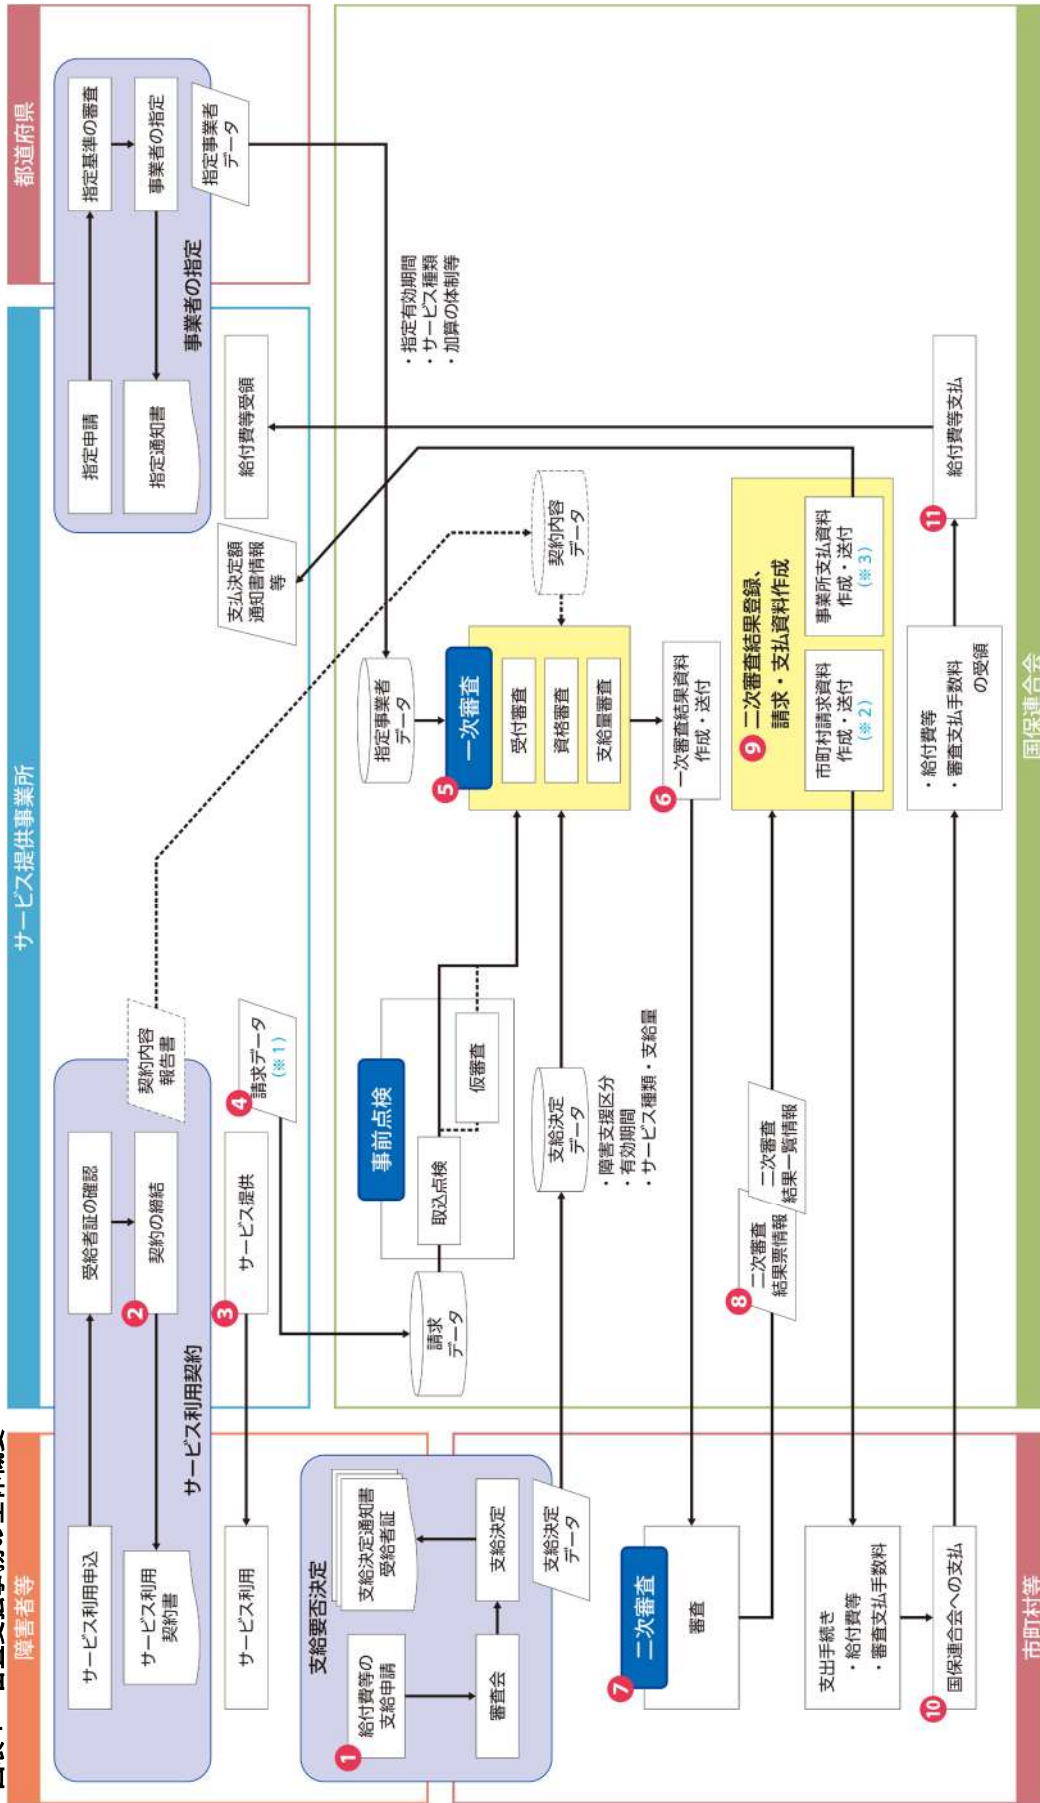 障害者等
サービス提供事業所
都道府県
サービス利用申込
受給者証の確認
指定申請
指定基準の審査
サービス利用
契約書
2
契約の締結
契約内容
報告書
指定通知書
事業者の指定
サービス利用契約
事業者の指定
指定事業者
データ
サービス利用
3
サービス提供
4
請求データ
(※1)
支払決定額
通知書情報
等
給付費等受領
支給要否決定
1
給付費等の
支給申請
支給決定通知書
受給者証
審査会
支給決定
支給決定
データ
請求
データ
事前点検
取込点検
仮審査
指定事業者
データ
・指定有効期間
・サービス種類
・加算の体制等
支給決定
データ
・障害支援区分
・有効期間
・サービス種類・支給量
5
一次審査
受付審査
資格審査
支給量審査
契約内容
データ
7
二次審査
審査
6
一次審査結果資料
作成・送付
8
二次審査
結果票情報
二次審査
結果一覧情報
9
二次審査結果登録、
請求・支払資料作成
市町村請求資料
作成・送付
(※2)
事業所支払資料
作成・送付
(※3)
支出手続き
・給付費等
・審査支払手数料
10
国保連合会への支払
・給付費等
・審査支払手数料
の受領
11
給付費等支払
市町村等
国保連合会